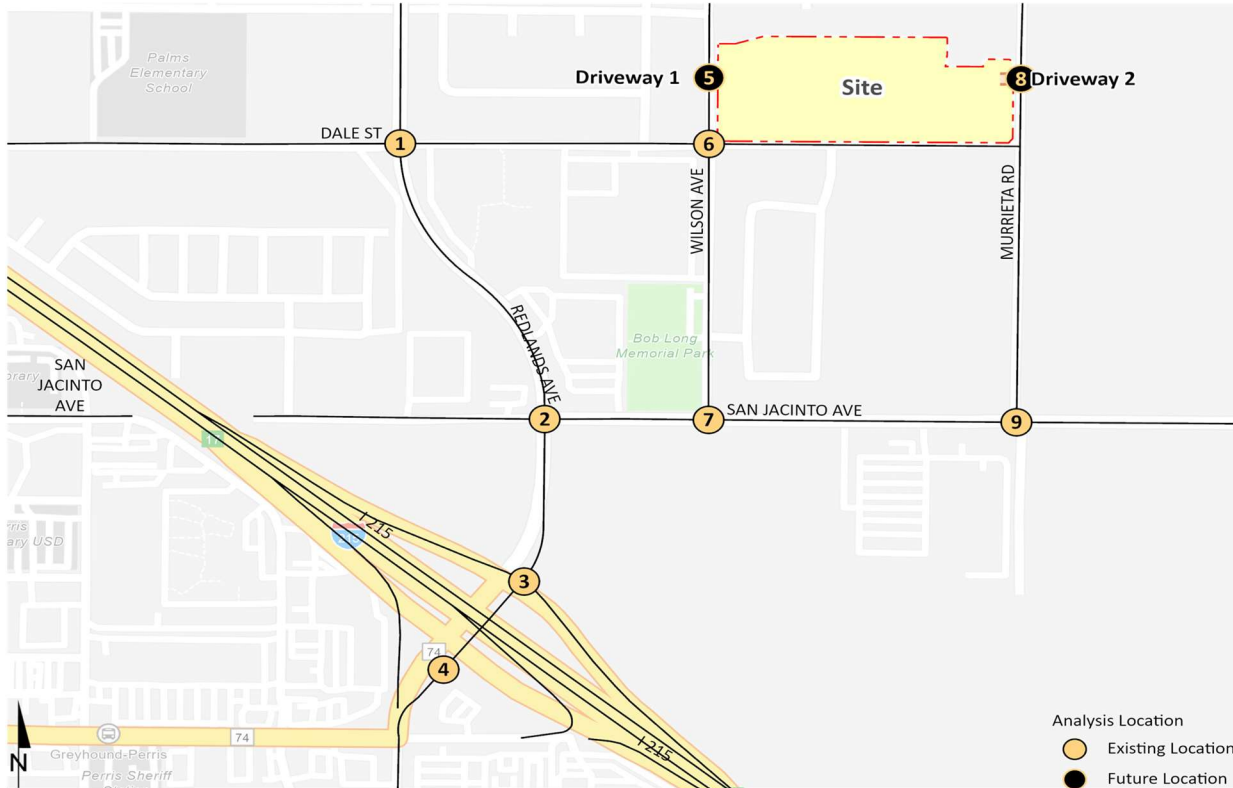 Palms
Elementary
School
Driveway 1
5
Site
8
Driveway 2
DALE ST
1
6
WILSON AVE
MURRIETA RD
REDLANDS AVE
Bob Long
Memorial Park
SAN
JACINTO
AVE
2
7
SAN JACINTO AVE
9
17
I 215
3
74
4
74
Greyhound-Perris
Perris Sheriff
I 215
N
Analysis Location
Existing Location
Future Location